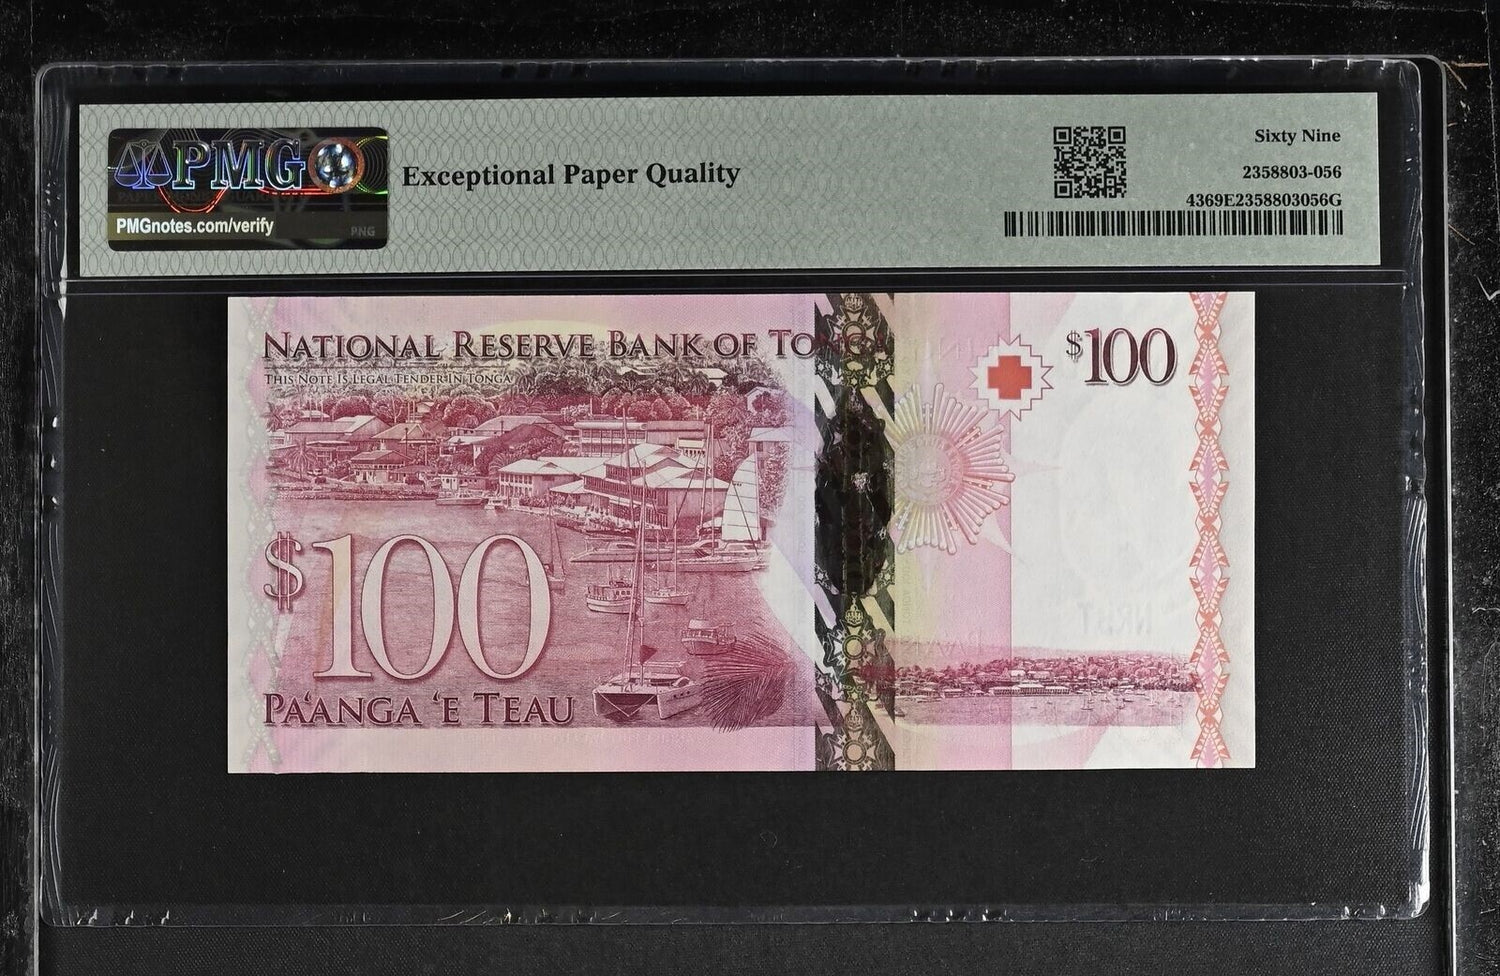 PMG
PMGnotes.com/verify
PNG
Exceptional Paper Quality
Sixty Nine
2358803-056
4369E2358803056G
NATIONAL RESERVE BANK OF TONGA
THIS NOTE IS LEGAL TENDER IN TONGA
$100
$100
PA'ANGA 'E TEAU